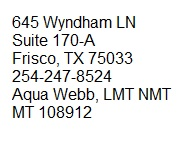 645 Wyndham LN
Suite 170-A
Frisco, TX 75033
254-247-8524
Aqua Webb, LMT NMT
MT 108912